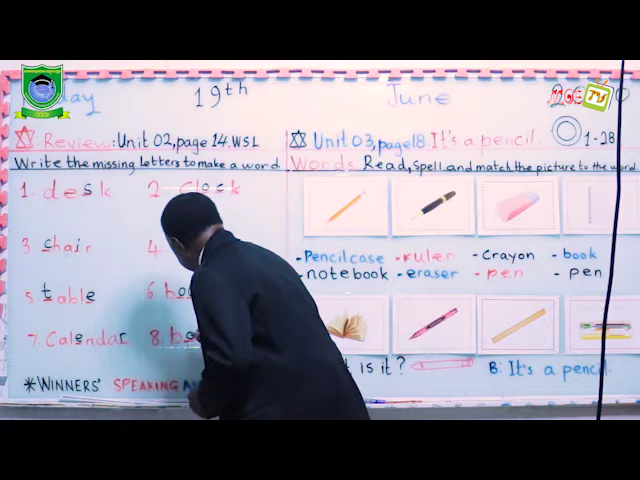 19th June
Review: Unit 02, page 14. WSL
Write the missing letters to make a word
1. desk 2. clock
3 chair 4
5 table 6 bo
7. Calendar 8. bo
*WINNERS' SPEAKING
Unit 03, page 18. It's a pencil. 1-28
Words. Read, Spell, and match the picture to the word.
- Pencilcase - ruler - Crayon - book
- notebook - eraser - pen - pen
is it? B: It's a pencil.